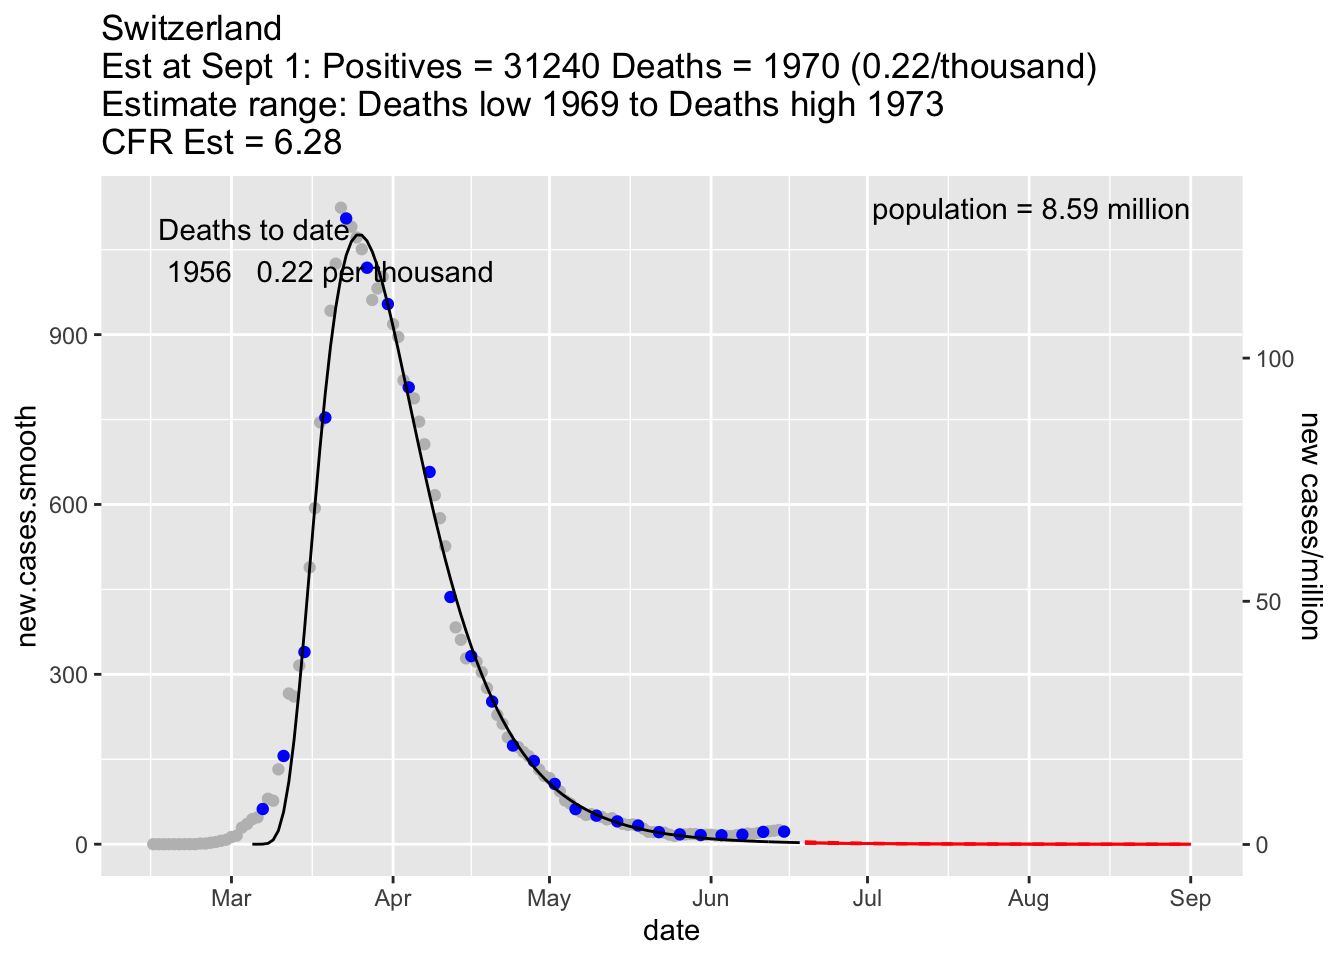 Switzerland
Est at Sept 1: Positives = 31240 Deaths = 1970 (0.22/thousand)
Estimate range: Deaths low 1969 to Deaths high 1973
CFR Est = 6.28
population = 8.59 million
Deaths to date
1956   0.22 per thousand
900
600
300
0
new.cases.smooth
100
50
0
new cases/million
Mar Apr May Jun Jul Aug Sep
date